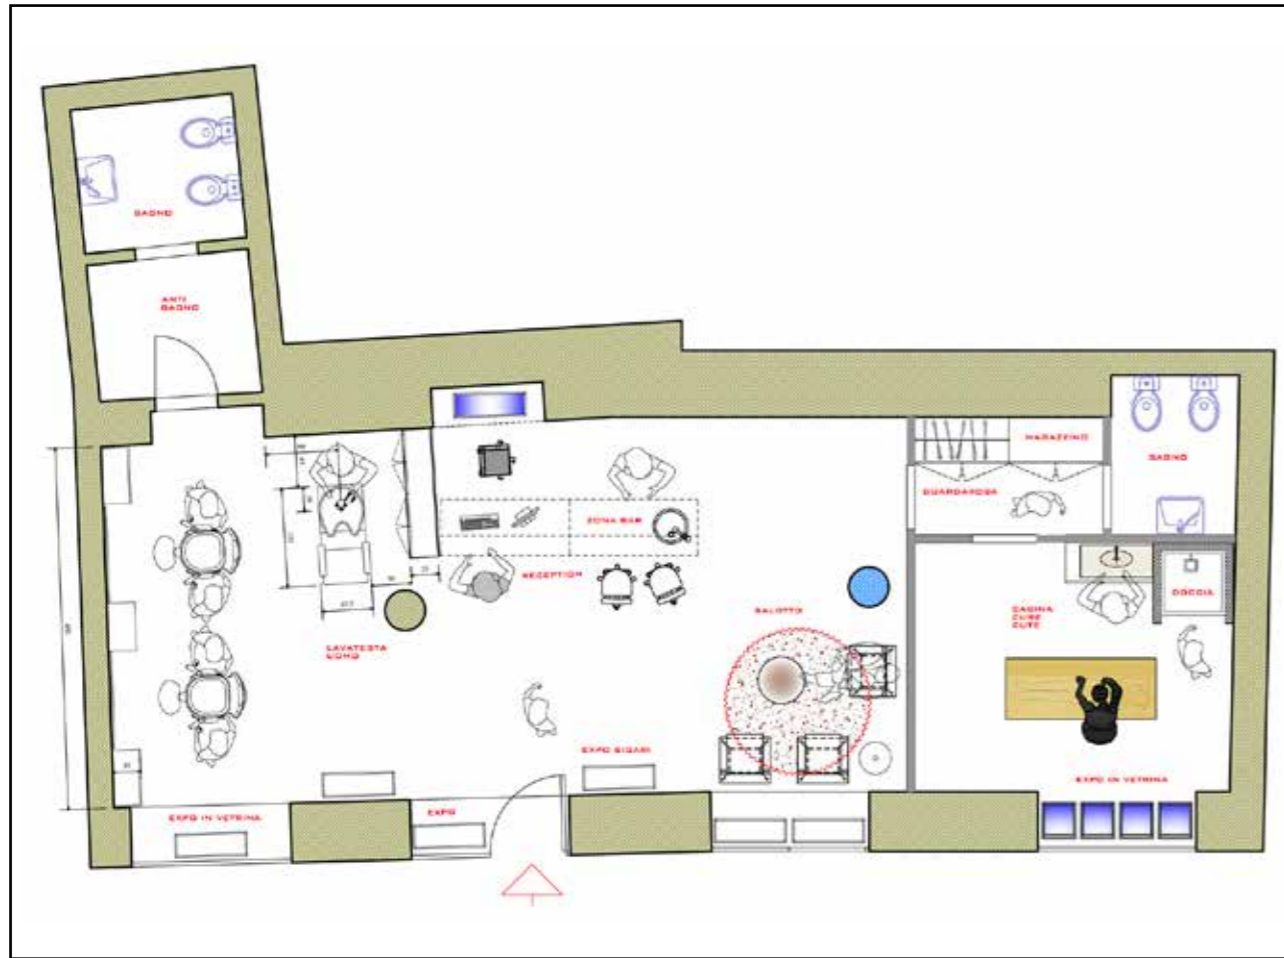 BAGNO
ANTI
BAGNO
MAGAZZINO
BAGNO
GUARDAROBA
ZONA BAR
RECEPTION
DOCCIA
SALOTTO
CABINA
CURE
CUTE
LAVATESTA
UOMO
EXPO SIGARI
EXPO IN VETRINA
EXPO
EXPO IN VETRINA